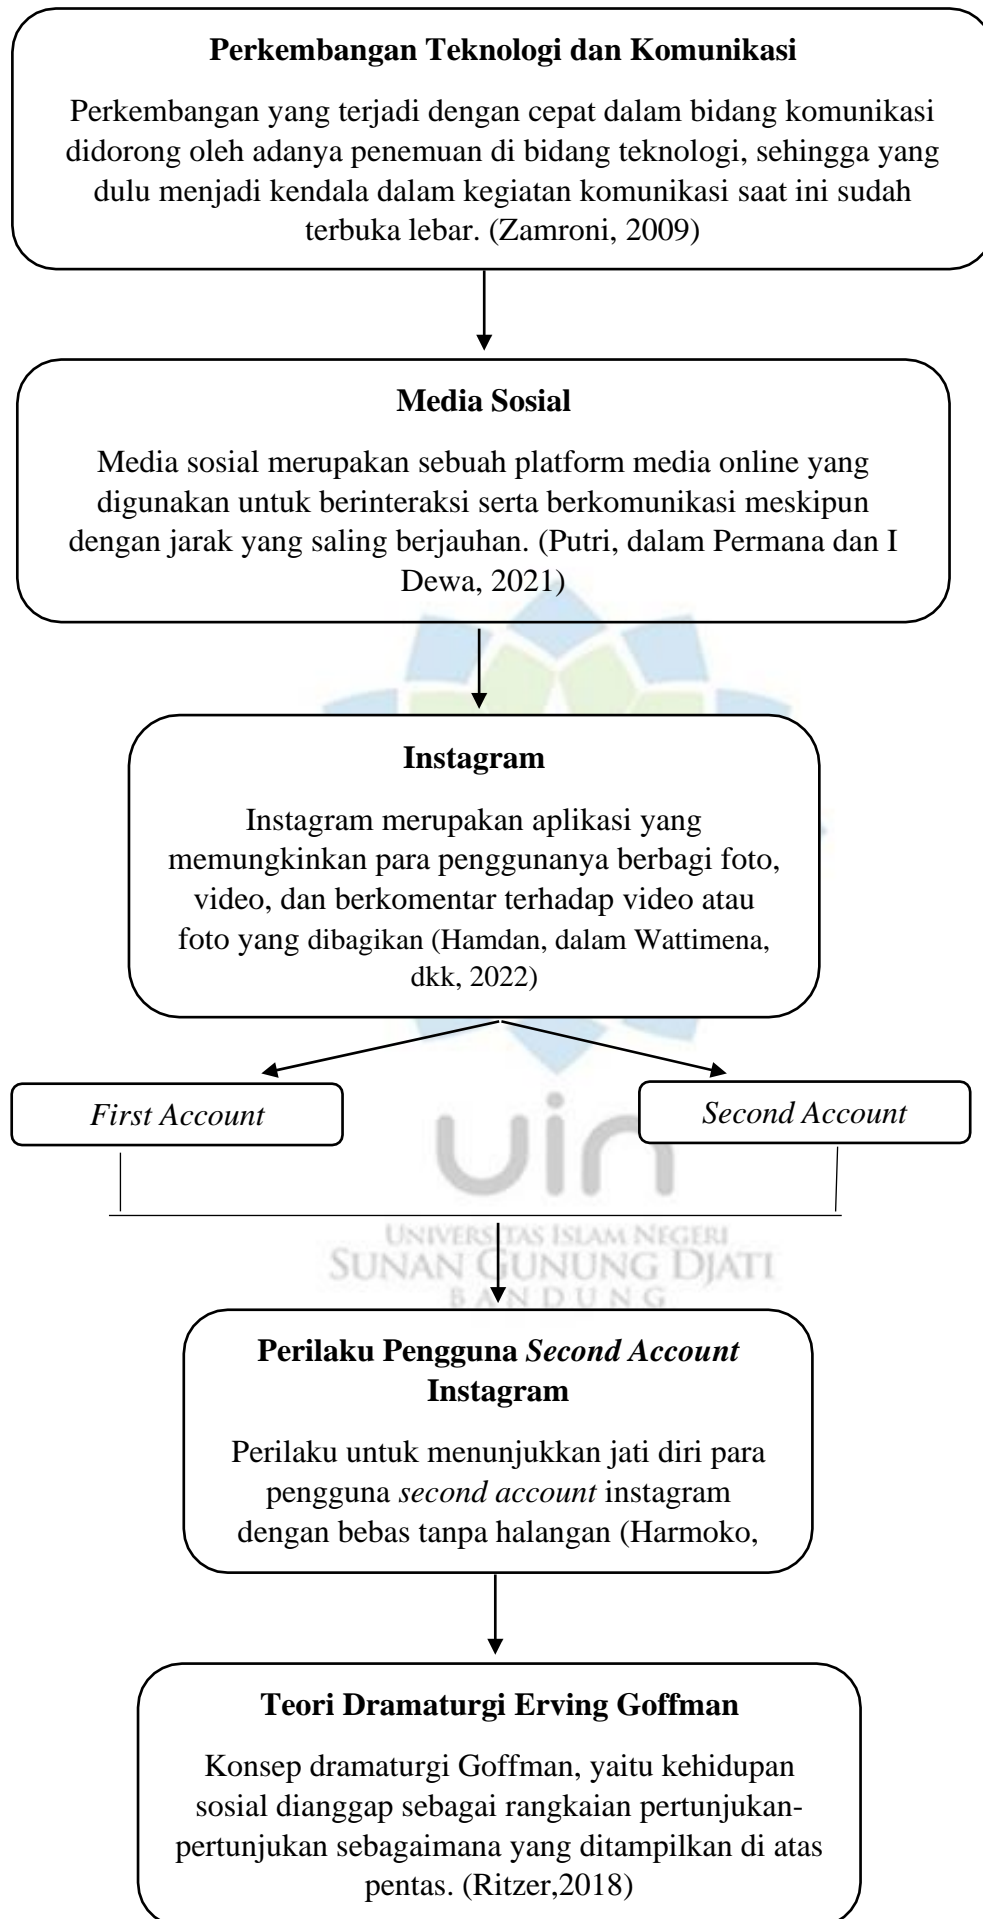 Perkembangan Teknologi dan Komunikasi
Perkembangan yang terjadi dengan cepat dalam bidang komunikasi
didorong oleh adanya penemuan di bidang teknologi, sehingga yang
dulu menjadi kendala dalam kegiatan komunikasi saat ini sudah
terbuka lebar. (Zamroni, 2009)
Media Sosial
Media sosial merupakan sebuah platform media online yang
digunakan untuk berinteraksi serta berkomunikasi meskipun
dengan jarak yang saling berjauhan. (Putri, dalam Permana dan I
Dewa, 2021)
Instagram
Instagram merupakan aplikasi yang
memungkinkan para penggunanya berbagi foto,
video, dan berkomentar terhadap video atau
foto yang dibagikan (Hamdan, dalam Wattimena,
dkk, 2022)
First Account
Second Account
uin
UNIVERSITAS ISLAM NEGERI
SUNAN GUNUNG DJATI
BANDUNG
Perilaku Pengguna Second Account
Instagram
Perilaku untuk menunjukkan jati diri para
pengguna second account instagram
dengan bebas tanpa halangan (Harmoko,
Teori Dramaturgi Erving Goffman
Konsep dramaturgi Goffman, yaitu kehidupan
sosial dianggap sebagai rangkaian pertunjukan-
pertunjukan sebagaimana yang ditampilkan di atas
pentas. (Ritzer,2018)